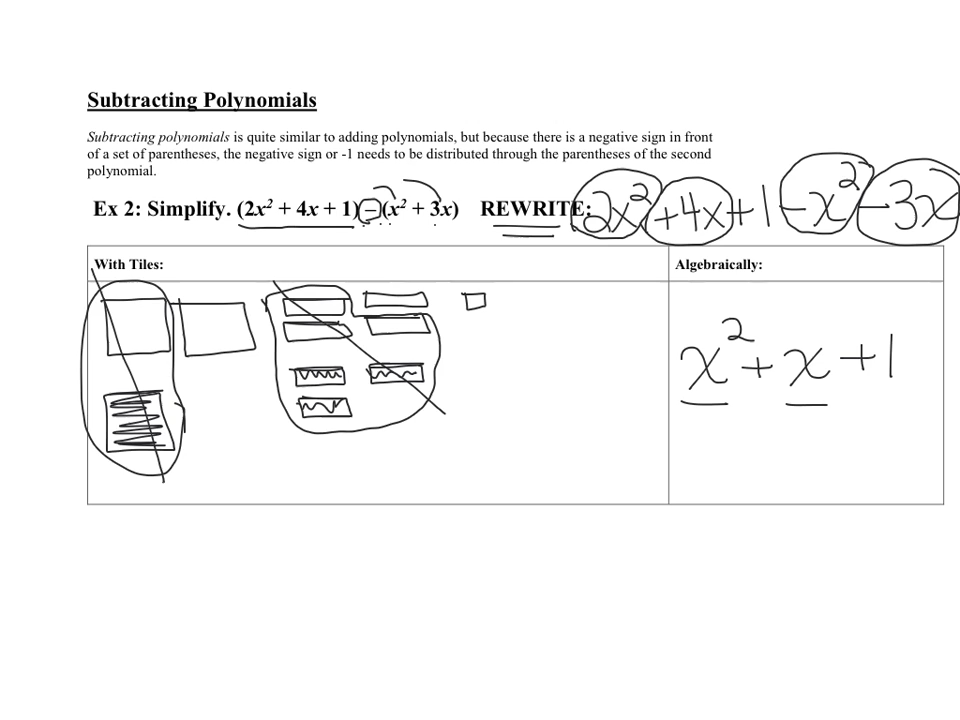 Subtracting Polynomials
Subtracting polynomials is quite similar to adding polynomials, but because there is a negative sign in front
of a set of parentheses, the negative sign or -1 needs to be distributed through the parentheses of the second
polynomial.
Ex 2: Simplify. (2x² + 4x + 1) – (x² + 3x) REWRITE: 2x² + 4x + 1 - x² - 3x
With Tiles:
Algebraically:
x² + x + 1